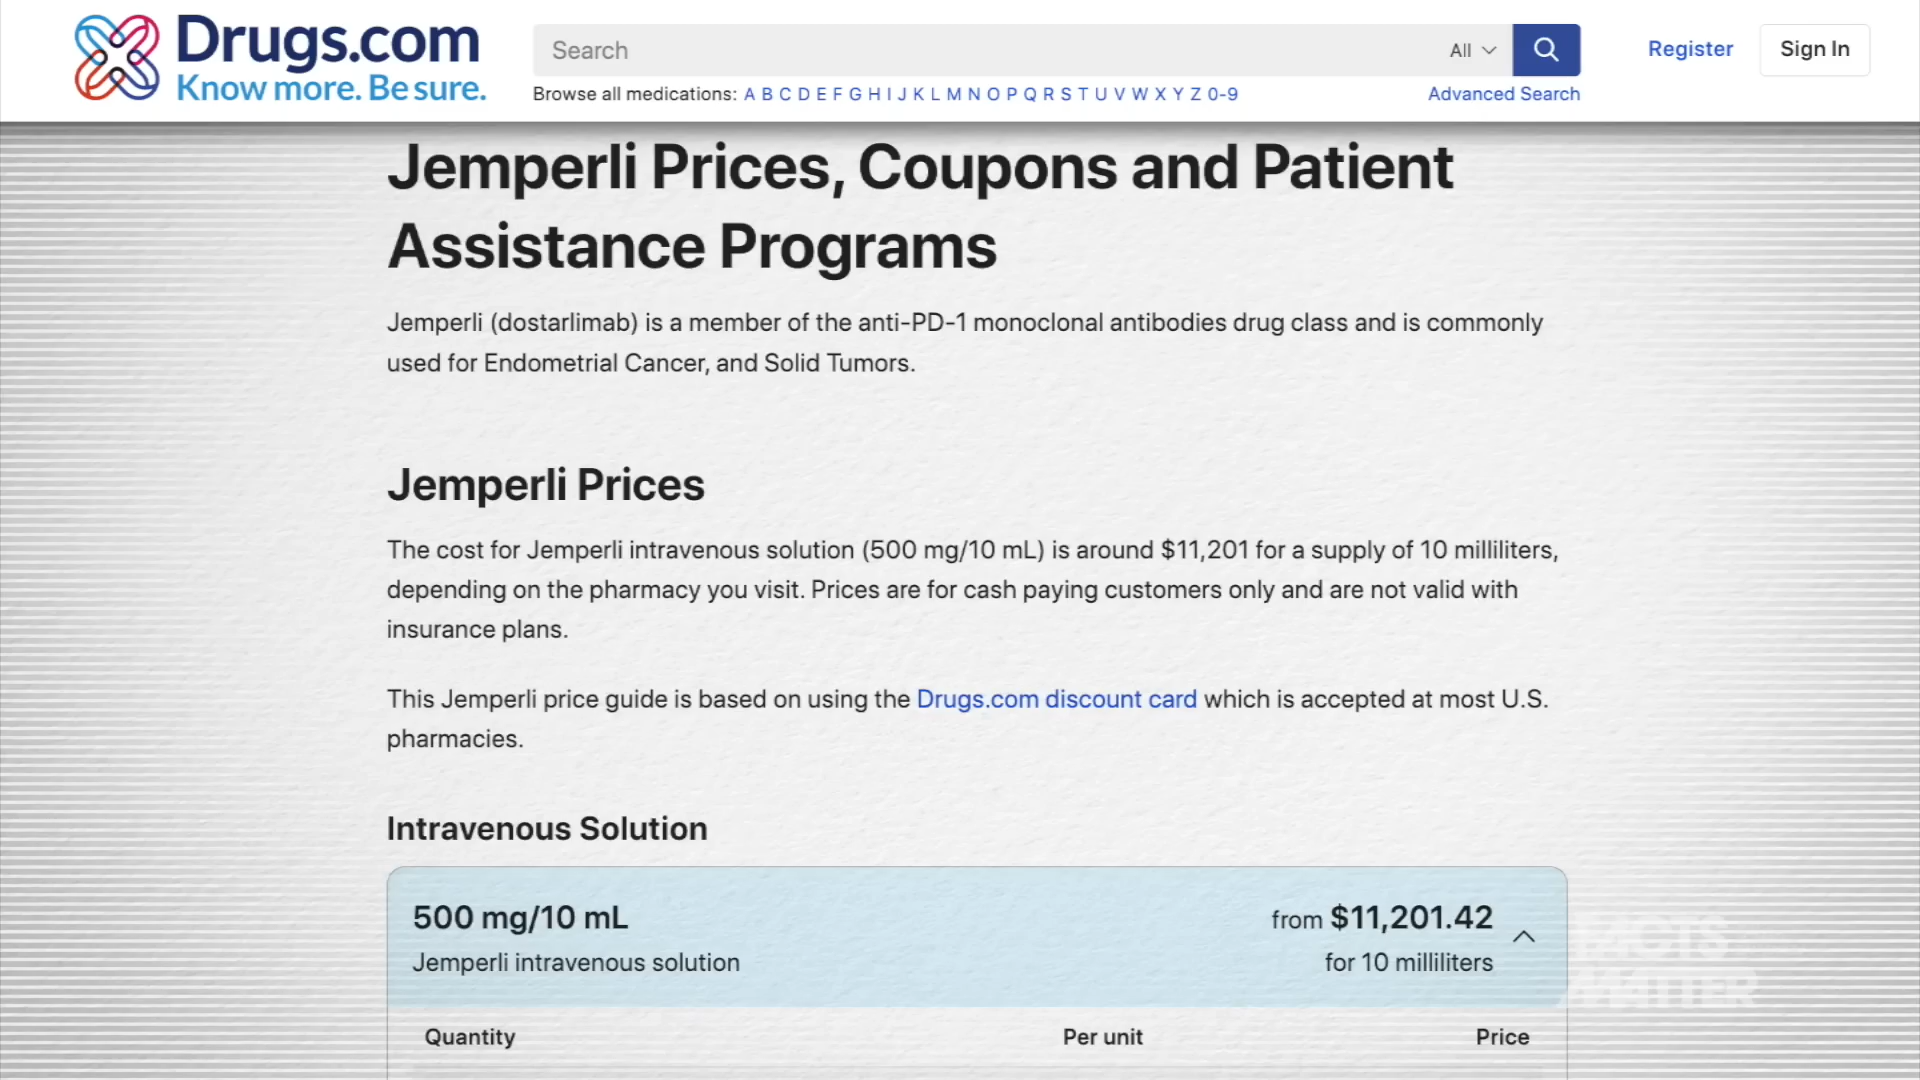 Drugs.com
Know more. Be sure.
Search
All
Register
Sign In
Browse all medications: A B C D E F G H I J K L M N O P Q R S T U V W X Y Z 0-9
Advanced Search
Jemperli Prices, Coupons and Patient
Assistance Programs
Jemperli (dostarlimab) is a member of the anti-PD-1 monoclonal antibodies drug class and is commonly
used for Endometrial Cancer, and Solid Tumors.
Jemperli Prices
The cost for Jemperli intravenous solution (500 mg/10 mL) is around $11,201 for a supply of 10 milliliters,
depending on the pharmacy you visit. Prices are for cash paying customers only and are not valid with
insurance plans.
This Jemperli price guide is based on using the Drugs.com discount card which is accepted at most U.S.
pharmacies.
Intravenous Solution
500 mg/10 mL
from $11,201.42
Jemperli intravenous solution
for 10 milliliters
FACTS
MATTER
Quantity
Per unit
Price